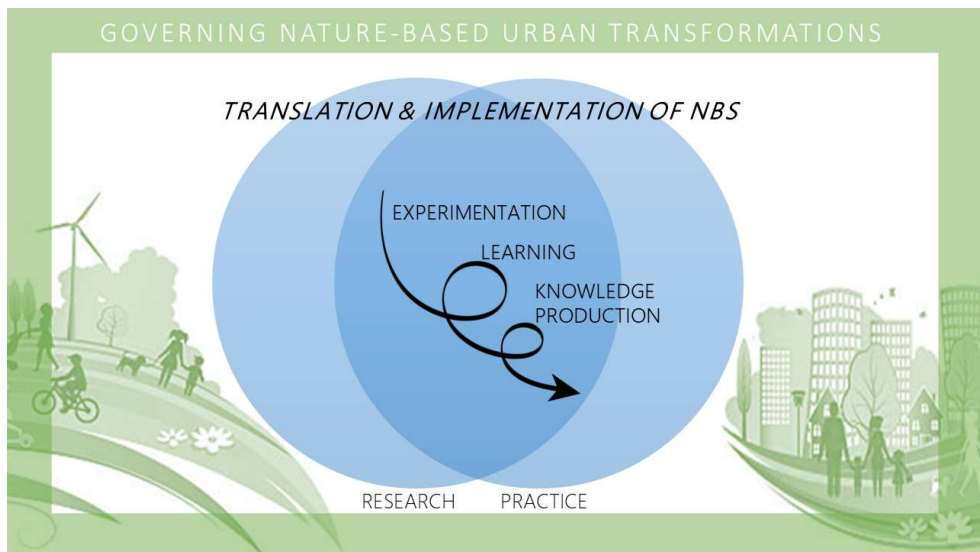 GOVERNING NATURE-BASED URBAN TRANSFORMATIONS
TRANSLATION & IMPLEMENTATION OF NBS
EXPERIMENTATION
LEARNING
KNOWLEDGE
PRODUCTION
RESEARCH
PRACTICE